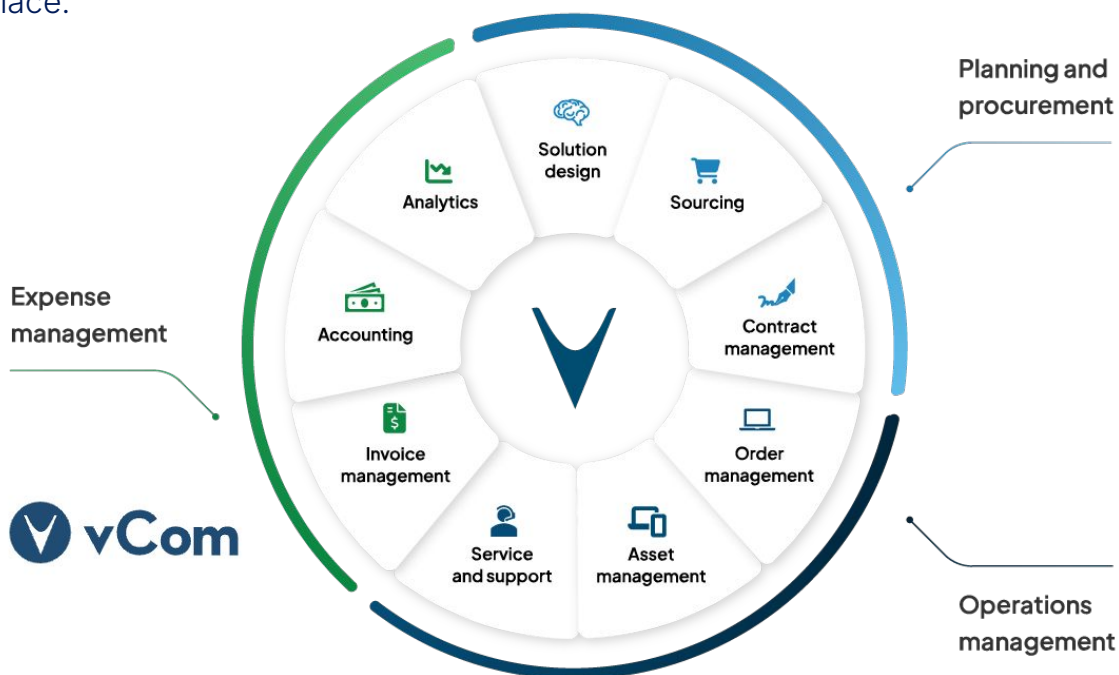 lace.
Planning and
procurement
Solution
design
Sourcing
Analytics
Contract
management
Accounting
Expense
management
Order
management
Invoice
management
Asset
management
Service
and support
vCom
Operations
management